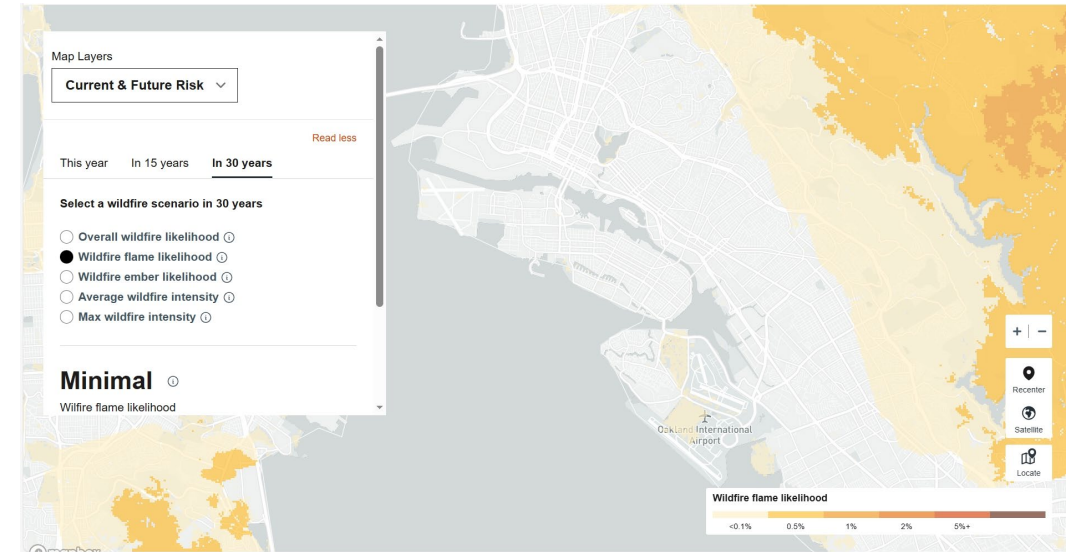 Map Layers
Current & Future Risk
Read less
This year In 15 years In 30 years
Select a wildfire scenario in 30 years
Overall wildfire likelihood
Wildfire flame likelihood
Wildfire ember likelihood
Average wildfire intensity
Max wildfire intensity
Minimal
Wilfire flame likelihood
Oakland International
Airport
+ | −
Recenter
Satellite
Locate
Wildfire flame likelihood
<0.1% 0.5% 1% 2% 5%+
mapbox